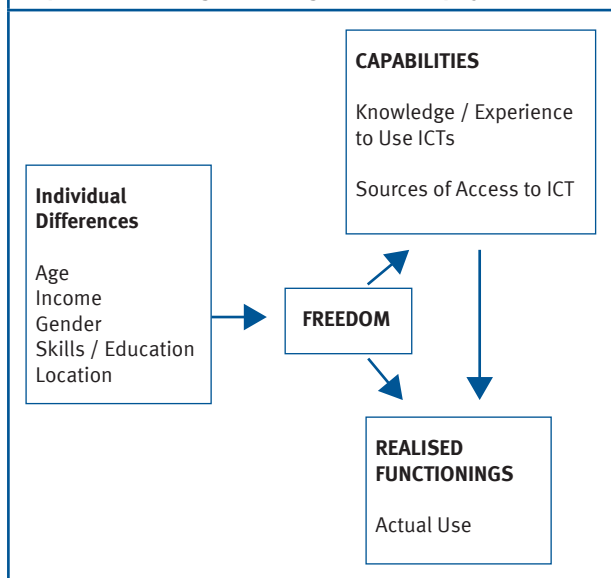 CAPABILITIES
Knowledge / Experience
to Use ICTs
Sources of Access to ICT
Individual
Differences
Age
Income
Gender
Skills / Education
Location
FREEDOM
REALISED
FUNCTIONINGS
Actual Use